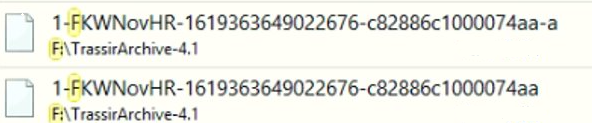 1-FKWNovHR-1619363649022676-c82886c1000074aa-a
F:\TrassirArchive-4.1
1-FKWNovHR-1619363649022676-c82886c1000074aa
F:\TrassirArchive-4.1